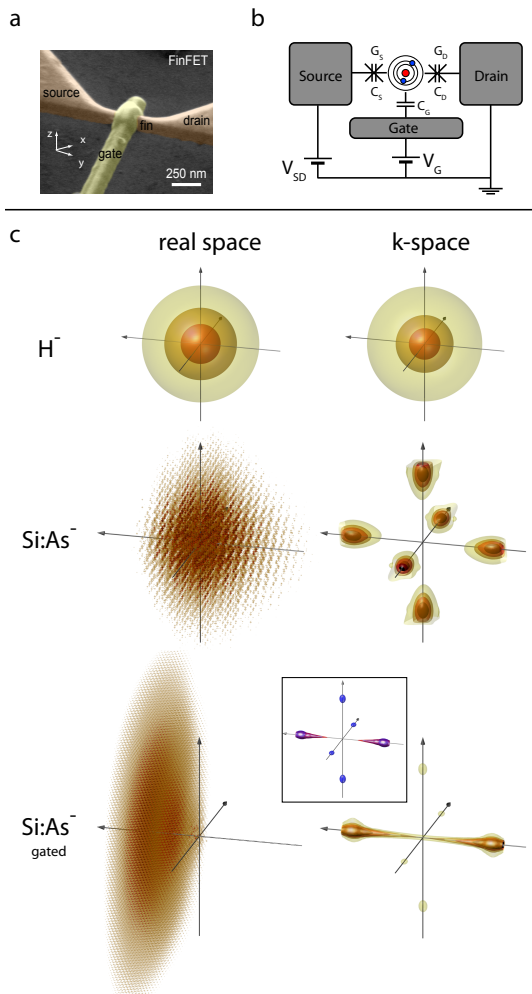 a
FinFET
source
fin
drain
gate
z
x
y
250 nm
b
Source
G_S
C_S
G_D
C_D
Drain
C_G
Gate
V_SD
V_G
c
real space
k-space
H⁻
Si:As⁻
Si:As⁻
gated